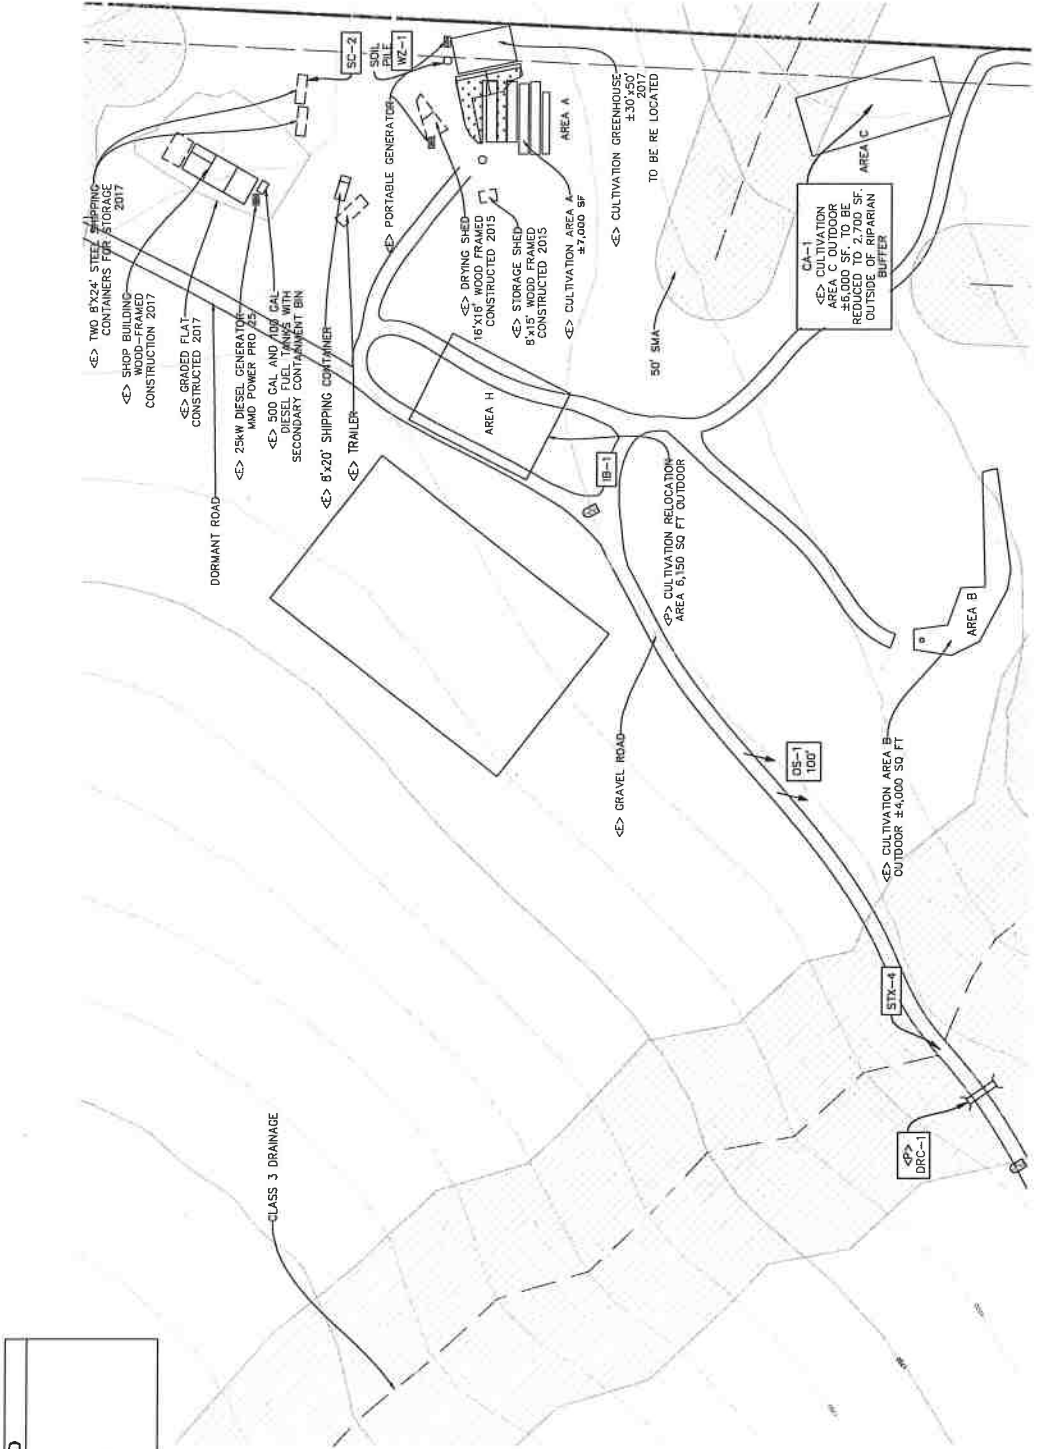 <E> TWO 8'X24' STEEL SHIPPING
CONTAINERS FOR STORAGE
2017
<E> SHOP BUILDING
WOOD-FRAMED
CONSTRUCTION 2017
<E> GRADED FLAT
CONSTRUCTED 2017
DORMANT ROAD
<E> 25kW DIESEL GENERATOR
MMD POWER PRO 25
<E> 500 GAL AND 100 GAL
DIESEL FUEL TANKS WITH
SECONDARY CONTAINMENT BIN
<E> 8'x20' SHIPPING CONTAINER
<E> TRAILER
SC-2
SOIL
PILE
WZ-1
<E> PORTABLE GENERATOR
<E> DRYING SHED
16'X16' WOOD FRAMED
CONSTRUCTED 2015
<E> STORAGE SHED
8'x15' WOOD FRAMED
CONSTRUCTED 2015
AREA A
<E> CULTIVATION AREA A
±7,000 SF
<E> CULTIVATION GREENHOUSE
±30'x50'
2017
TO BE RE LOCATED
50' SMA
AREA C
CA-1
<E> CULTIVATION
AREA C OUTDOOR
±6,000 SF. TO BE
REDUCED TO 2,700 SF.
OUTSIDE OF RIPARIAN
BUFFER
AREA H
IB-1
<P> CULTIVATION RELOCATION
AREA 6,150 SQ FT OUTDOOR
<E> GRAVEL ROAD
AREA B
<E> CULTIVATION AREA B
OUTDOOR ±4,000 SQ FT
DS-1
100'
STX-4
<P>
DRC-1
CLASS 3 DRAINAGE